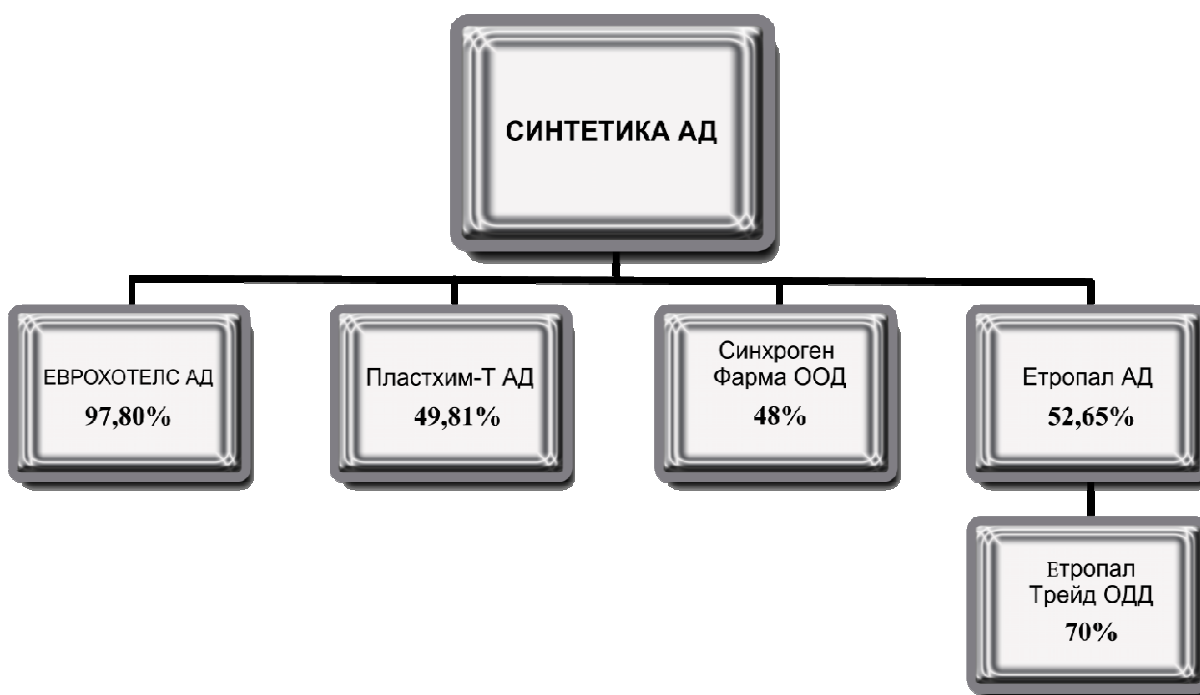 СИНТЕТИКА АД
ЕВРОХОТЕЛС АД
97,80%
Пластхим-Т АД
49,81%
Синхроген
Фарма ООД
48%
Етропал АД
52,65%
Етропал
Трейд ОДД
70%